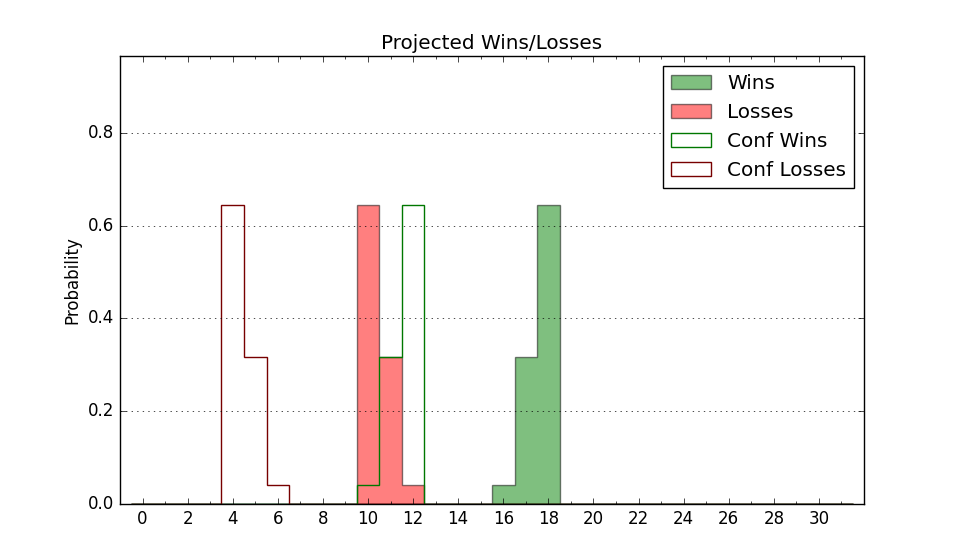 Projected Wins/Losses
Wins
Losses
Conf Wins
Conf Losses
Probability
0.8
0.6
0.4
0.2
0.0
0 2 4 6 8 10 12 14 16 18 20 22 24 26 28 30